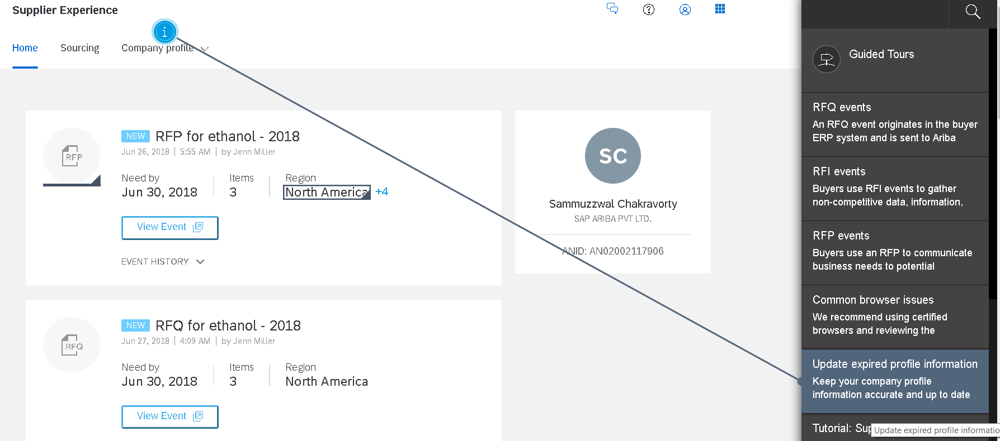 Supplier Experience
i
Home
Sourcing
Company profile
RFP
NEW RFP for ethanol - 2018
Jun 26, 2018 | 5:55 AM | by Jenn Miller
Need by
Jun 30, 2018
Items
3
Region
North America +4
View Event
EVENT HISTORY
RFQ
NEW RFQ for ethanol - 2018
Jun 27, 2018 | 4:09 AM | by Jenn Miller
Need by
Jun 30, 2018
Items
3
Region
North America
View Event
SC
Sammuzzwal Chakravorty
SAP ARIBA PVT LTD.
ANID: AN02002117906
Guided Tours
RFQ events
An RFQ event originates in the buyer
ERP system and is sent to Ariba
RFI events
Buyers use RFI events to gather
non-competitive data, information,
RFP events
Buyers use an RFP to communicate
business needs to potential
Common browser issues
We recommend using certified
browsers and reviewing the
Update expired profile information
Keep your company profile
information accurate and up to date
Tutorial:
Update expired profile informatio